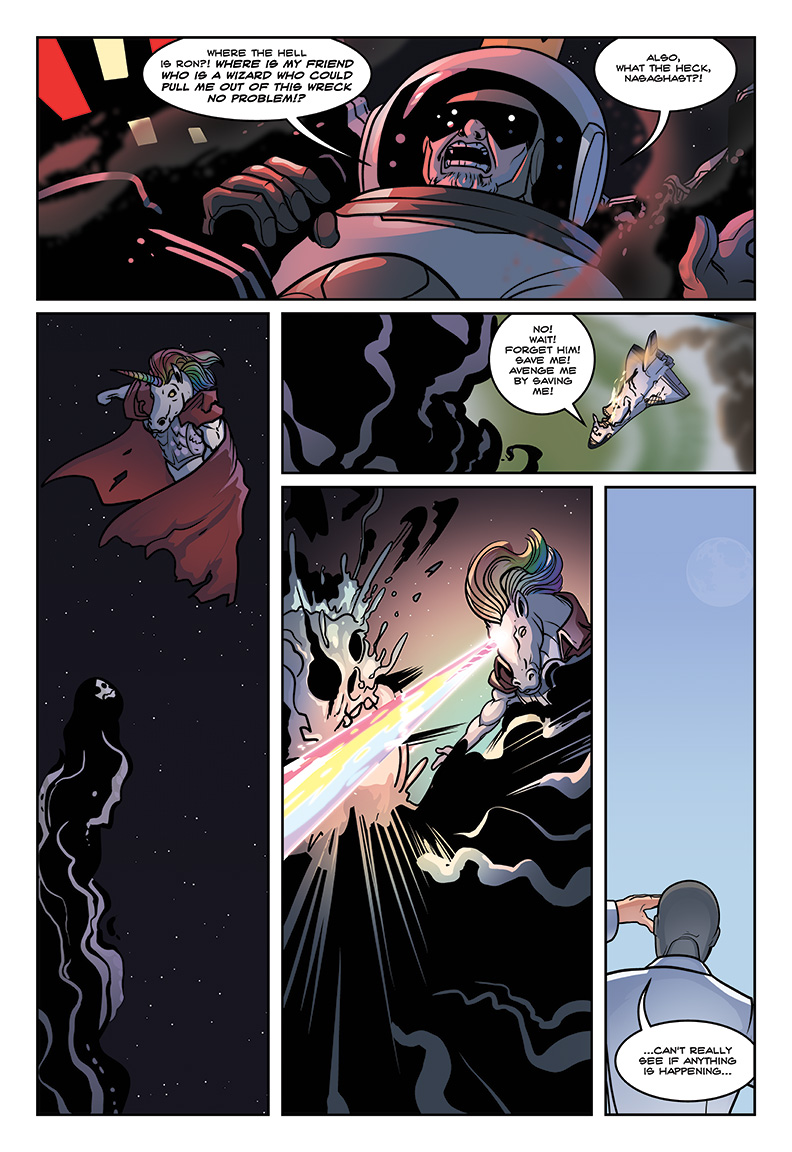 WHERE THE HELL
IS RON?! WHERE IS MY FRIEND
WHO IS A WIZARD WHO COULD
PULL ME OUT OF THIS WRECK
NO PROBLEM!?
ALSO,
WHAT THE HECK,
NASAGHAST?!
NO!
WAIT!
FORGET HIM!
SAVE ME!
AVENGE ME
BY SAVING
ME!
...CAN'T REALLY
SEE IF ANYTHING
IS HAPPENING...